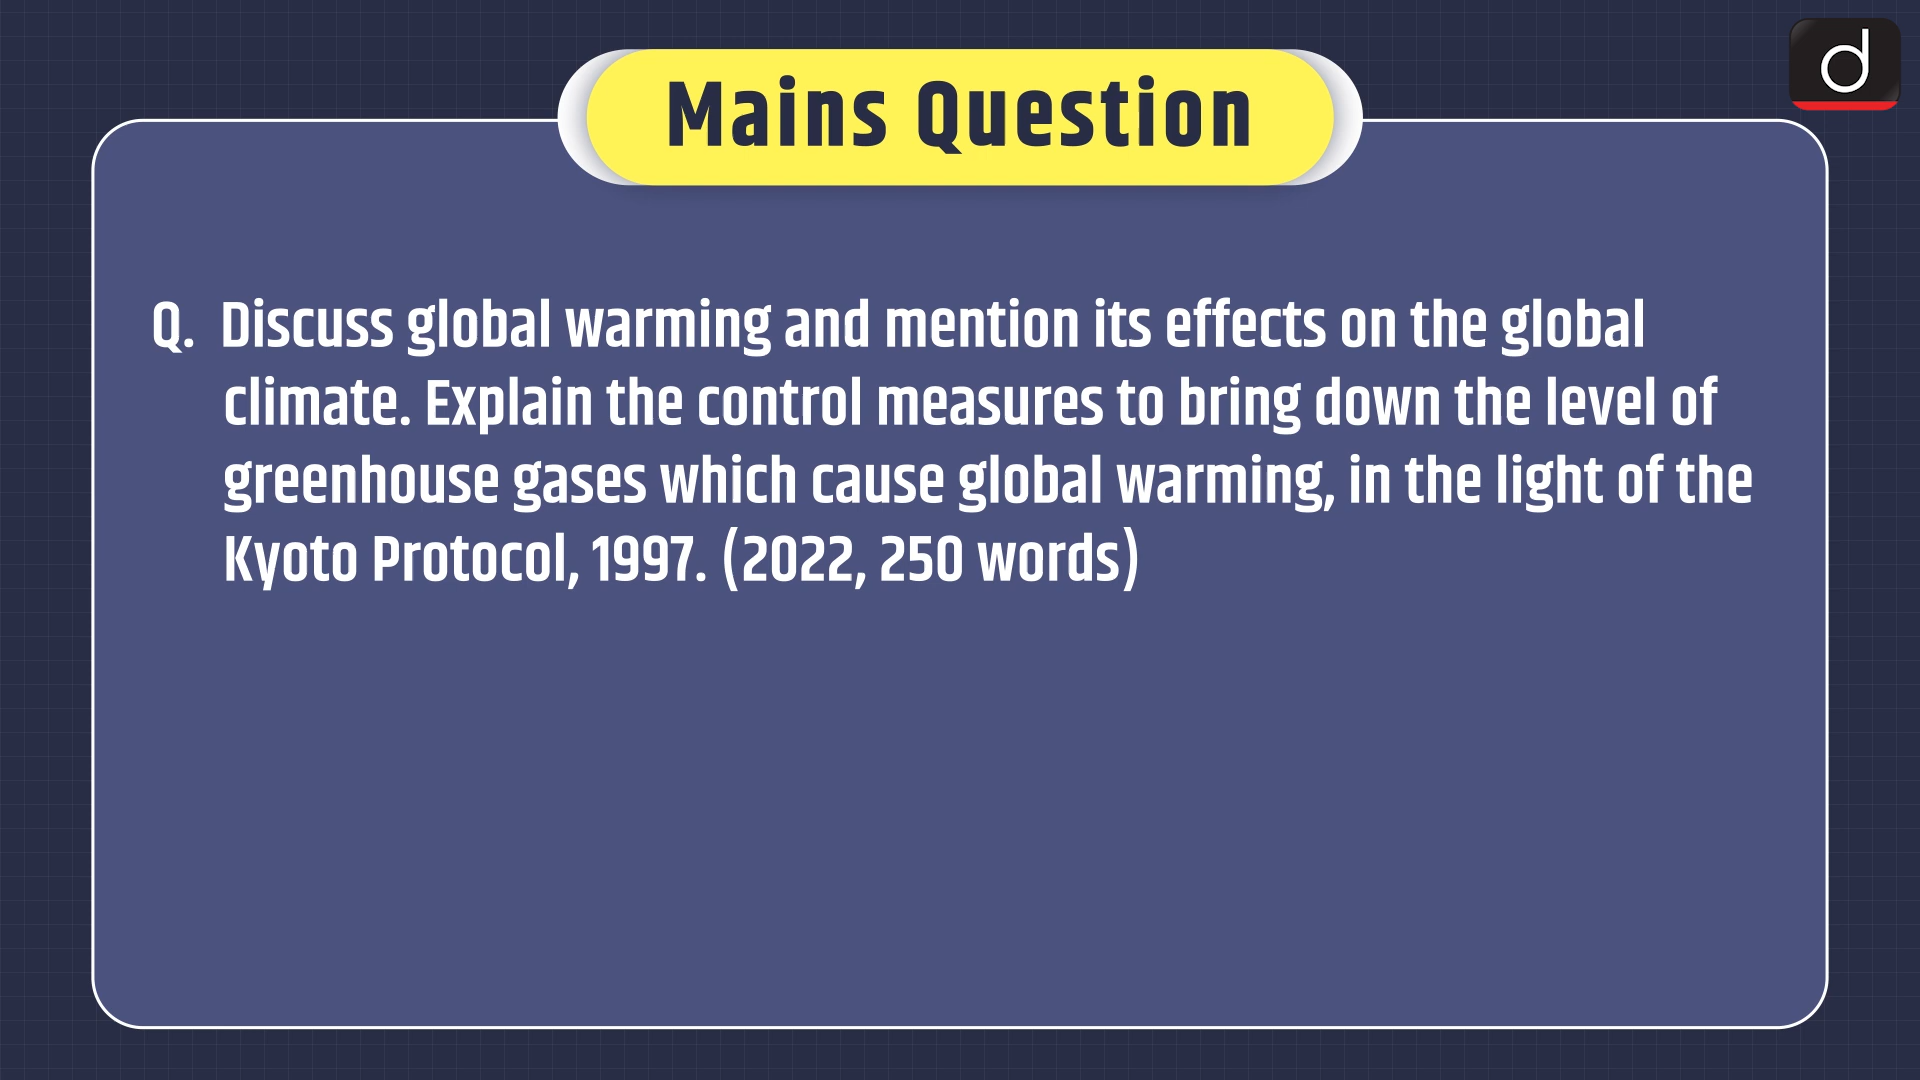 Mains Question
d
Q. Discuss global warming and mention its effects on the global
climate. Explain the control measures to bring down the level of
greenhouse gases which cause global warming, in the light of the
Kyoto Protocol, 1997. (2022, 250 words)